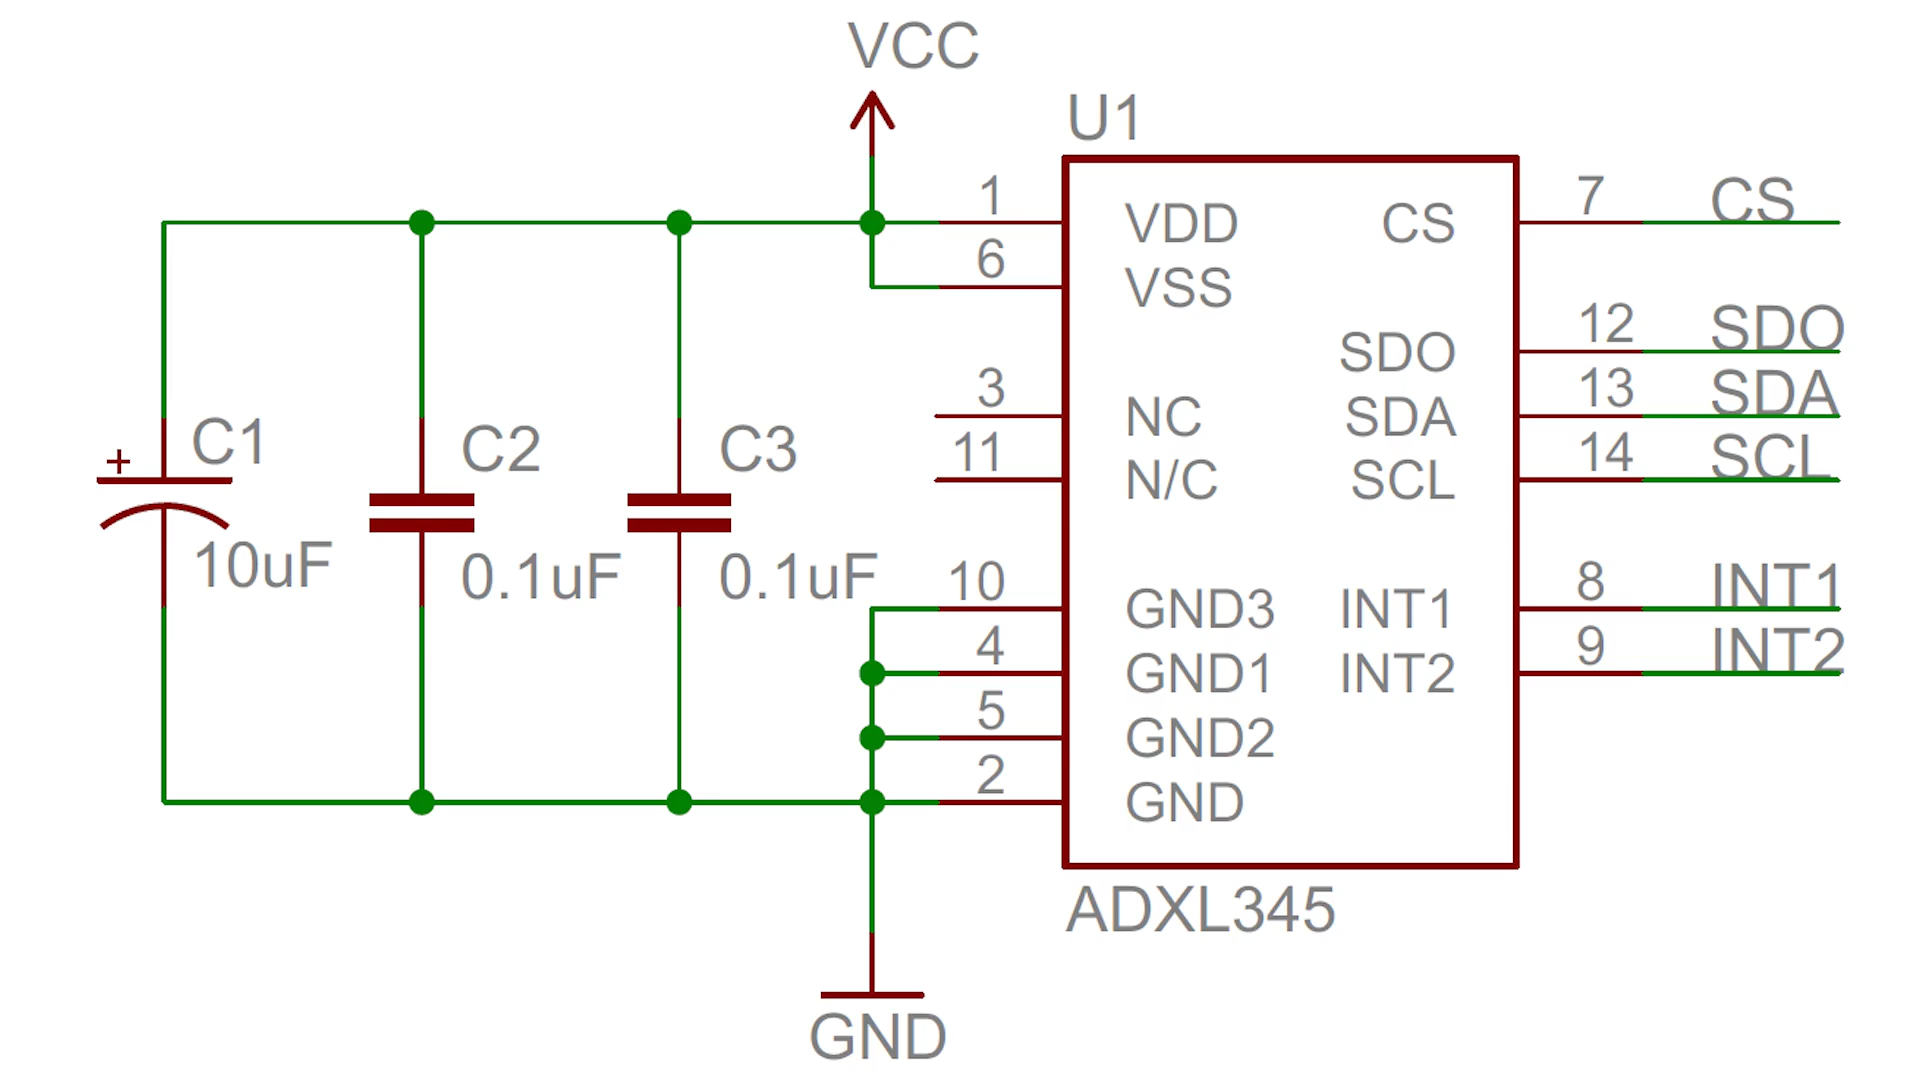 VCC
U1
1 VDD CS 7 CS
6 VSS
SDO 12 SDO
3 NC SDA 13 SDA
11 N/C SCL 14 SCL
+ C1 C2 C3
10uF 0.1uF 0.1uF
10 GND3 INT1 8 INT1
4 GND1 INT2 9 INT2
5 GND2
2 GND
ADXL345
GND